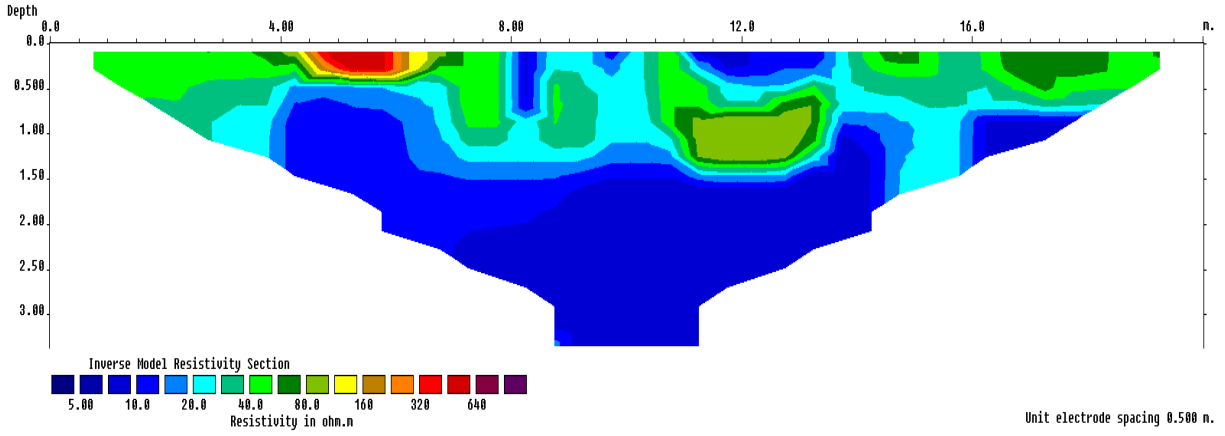 Depth
0.0 4.00 8.00 12.0 16.0 m.
0.0
0.500
1.00
1.50
2.00
2.50
3.00
Inverse Model Resistivity Section
5.00 10.0 20.0 40.0 80.0 160 320 640
Resistivity in ohm.m
Unit electrode spacing 0.500 m.